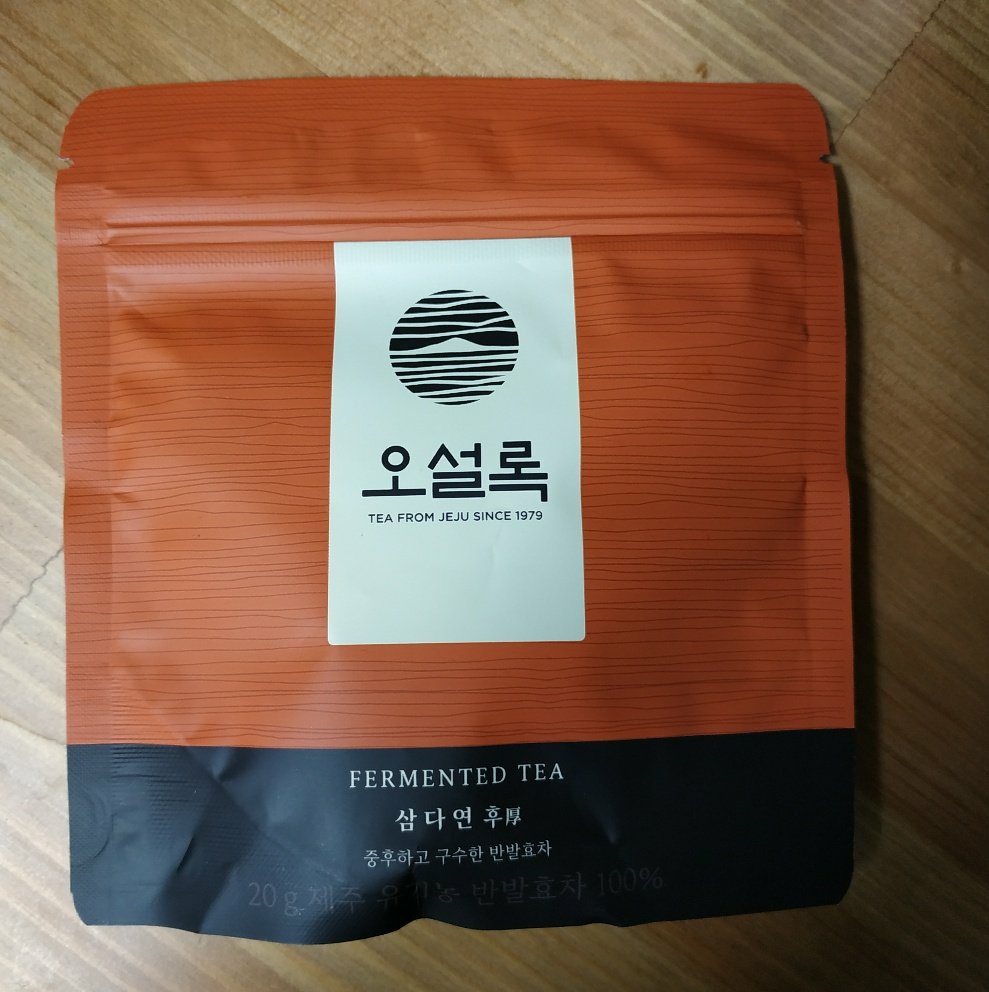 오설록
TEA FROM JEJU SINCE 1979
FERMENTED TEA
삼다연 후厚
중후하고 구수한 반발효차
20g 제주 유기농 반발효차 100%